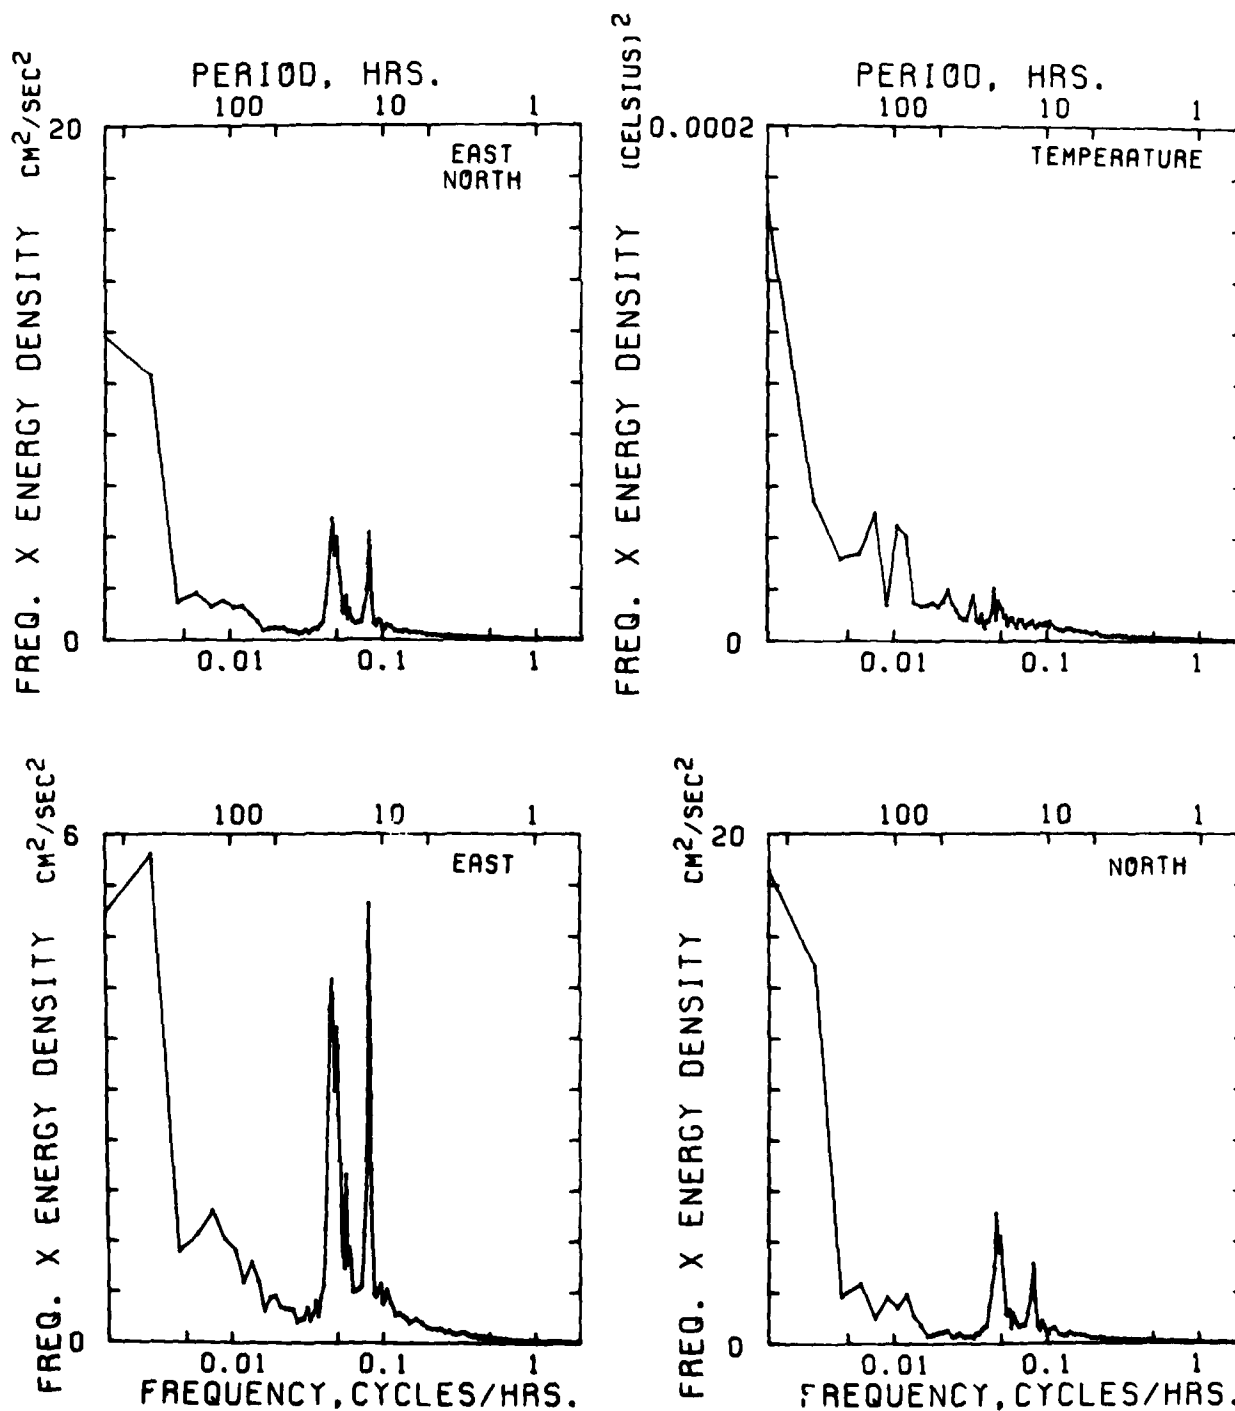 PERIOD, HRS.
100 10 1
20
EAST
NORTH
FREQ. X ENERGY DENSITY CM²/SEC²
0
0.01 0.1 1
PERIOD, HRS.
100 10 1
0.0002
TEMPERATURE
FREQ. X ENERGY DENSITY (CELSIUS)²
0
0.01 0.1 1
100 10 1
6
EAST
FREQ. X ENERGY DENSITY CM²/SEC²
0
0.01 0.1 1
FREQUENCY, CYCLES/HRS.
100 10 1
20
NORTH
FREQ. X ENERGY DENSITY CM²/SEC²
0
0.01 0.1 1
FREQUENCY, CYCLES/HRS.